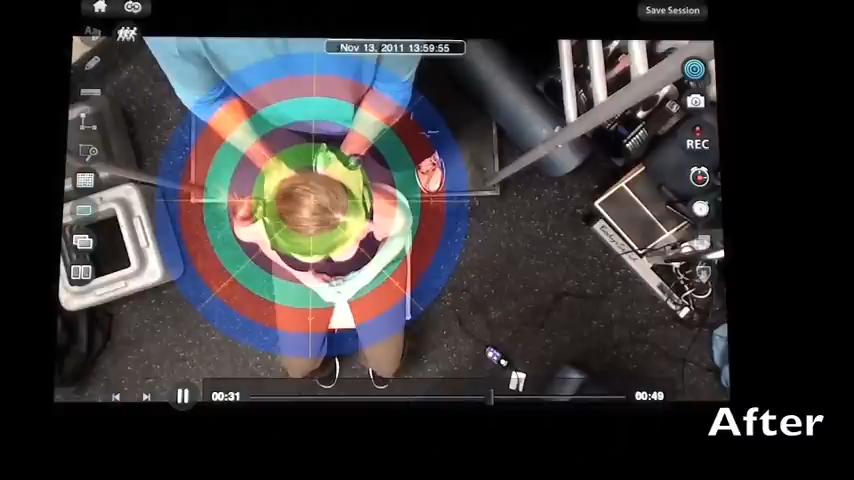 Save Session
Nov 13, 2011 13:59:55
REC
00:31
00:49
After